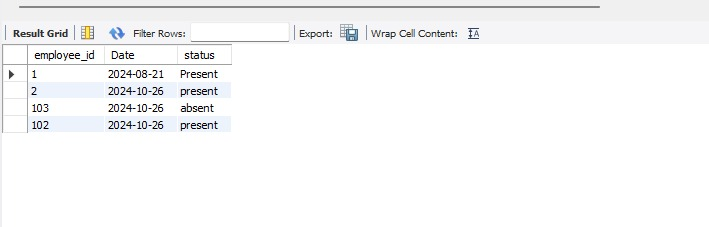 Result Grid Filter Rows: Export: Wrap Cell Content:
employee_id Date status
1 2024-08-21 Present
2 2024-10-26 present
103 2024-10-26 absent
102 2024-10-26 present